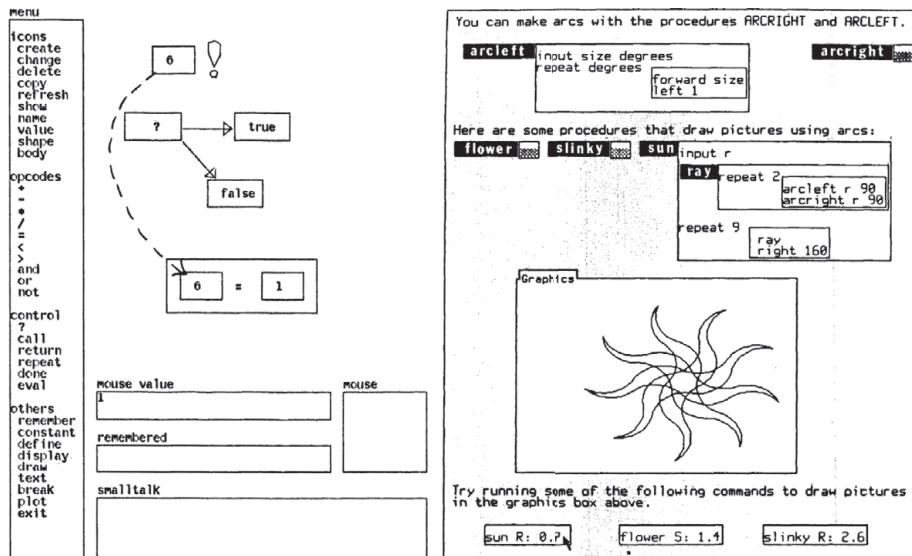 menu
icons
create
change
delete
copy
refresh
show
name
value
shape
body
opcodes
+
-
*
/
=
<
>
and
or
not
control
?
call
return
repeat
done
eval
others
remember
constant
define
display
draw
text
break
plot
exit
6 !
? true
false
6 = 1
mouse value
1
mouse
remembered
smalltalk
You can make arcs with the procedures ARCRIGHT and ARCLEFT.
arcleft
input size degrees
repeat degrees
forward size
left 1
arcright
Here are some procedures that draw pictures using arcs:
flower slinky sun
input r
ray
repeat 2
arcleft r 90
arcright r 90
repeat 9
ray
right 160
Graphics
Try running some of the following commands to draw pictures
in the graphics box above.
sun R: 0.? flower S: 1.4 slinky R: 2.6